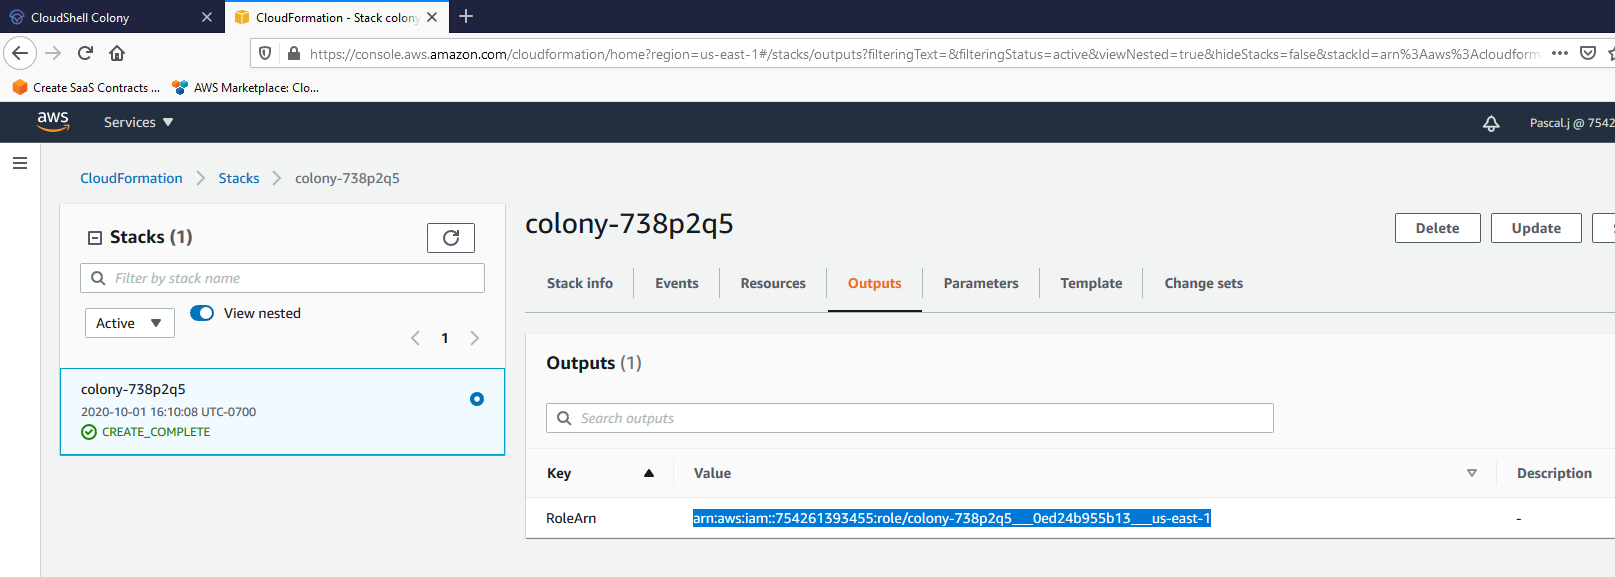 CloudShell Colony
CloudFormation - Stack colony
https://console.aws.amazon.com/cloudformation/home?region=us-east-1#/stacks/outputs?filteringText=&filteringStatus=active&viewNested=true&hideStacks=false&stackId=arn%3Aaws%3Acloudform
Create SaaS Contracts ... AWS Marketplace: Clo...
aws Services Pascal.j @ 7542
CloudFormation Stacks colony-738p2q5
Stacks (1)
Filter by stack name
Active View nested
1
colony-738p2q5
2020-10-01 16:10:08 UTC-0700
CREATE_COMPLETE
colony-738p2q5
Delete Update
Stack info Events Resources Outputs Parameters Template Change sets
Outputs (1)
Search outputs
Key Value Description
RoleArn arn:aws:iam::754261393455:role/colony-738p2q5___0ed24b955b13___us-east-1 -